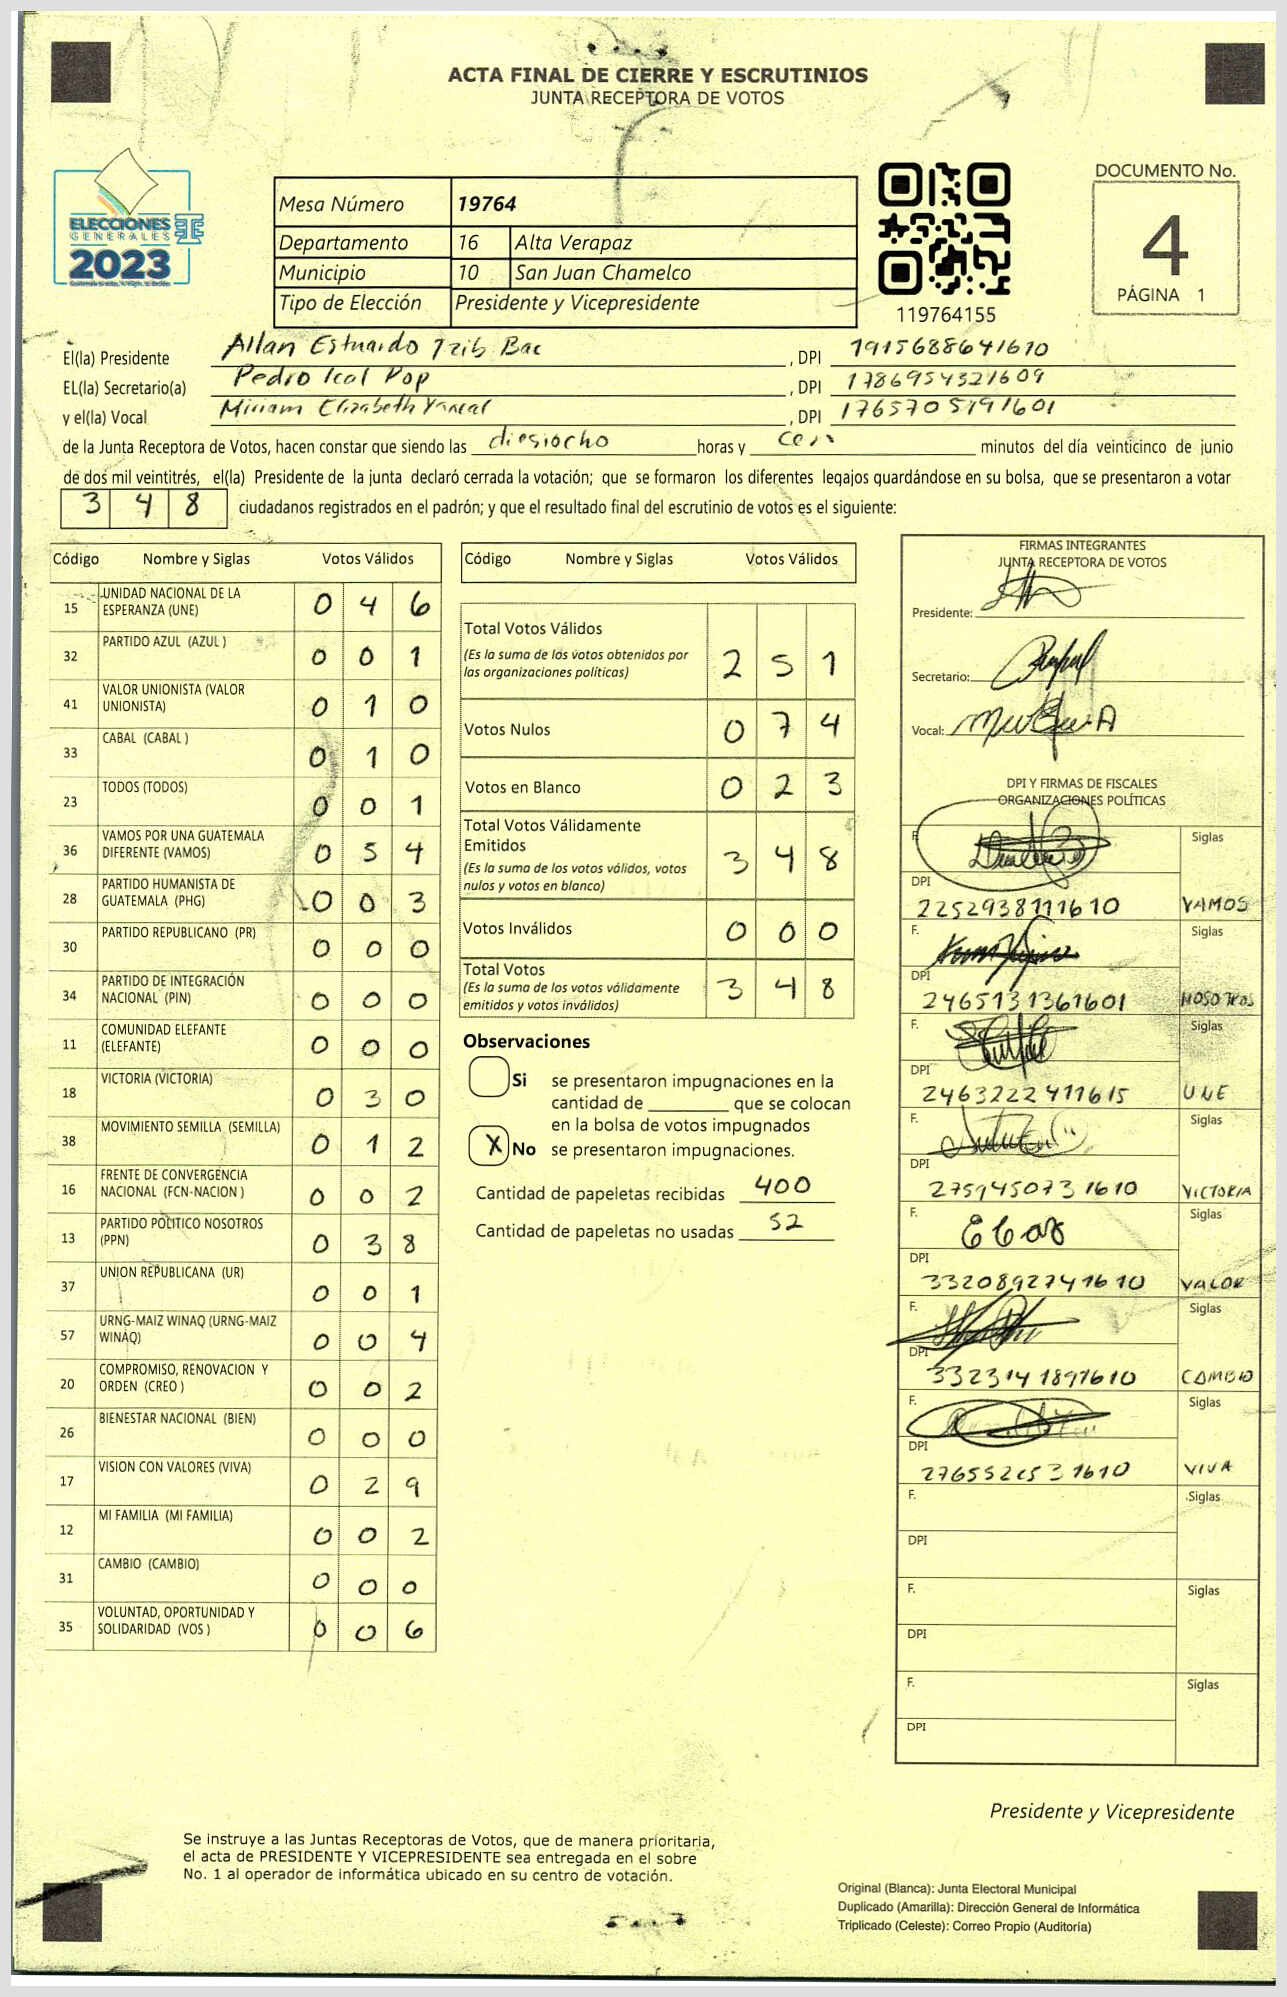 ACTA FINAL DE CIERRE Y ESCRUTINIOS
JUNTA RECEPTORA DE VOTOS
ELECCIONES
GENERALES
2023
Mesa Número 19764
Departamento 16 Alta Verapaz
Municipio 10 San Juan Chamelco
Tipo de Elección Presidente y Vicepresidente
119764155
DOCUMENTO No.
4
PÁGINA 1
El(la) Presidente Allan Estuardo Tzib Bac , DPI 1915688641610
EL(la) Secretario(a) Pedro Ical Pop , DPI 1786954321609
y el(la) Vocal Miriam Elizabeth , DPI 1765705191601
de la Junta Receptora de Votos, hacen constar que siendo las diesiocho horas y minutos del día veinticinco de junio
de dos mil veintitrés, el(la) Presidente de la junta declaró cerrada la votación; que se formaron los diferentes legajos guardándose en su bolsa, que se presentaron a votar
3 4 8 ciudadanos registrados en el padrón; y que el resultado final del escrutinio de votos es el siguiente:
Código Nombre y Siglas Votos Válidos
15 UNIDAD NACIONAL DE LA ESPERANZA (UNE) 0 4 6
32 PARTIDO AZUL (AZUL ) 0 0 1
41 VALOR UNIONISTA (VALOR UNIONISTA) 0 1 0
33 CABAL (CABAL ) 0 1 0
23 TODOS (TODOS) 0 0 1
36 VAMOS POR UNA GUATEMALA DIFERENTE (VAMOS) 0 5 4
28 PARTIDO HUMANISTA DE GUATEMALA (PHG) 0 0 3
30 PARTIDO REPUBLICANO (PR) 0 0 0
34 PARTIDO DE INTEGRACIÓN NACIONAL (PIN) 0 0 0
11 COMUNIDAD ELEFANTE (ELEFANTE) 0 0 0
18 VICTORIA (VICTORIA) 0 3 0
38 MOVIMIENTO SEMILLA (SEMILLA) 0 1 2
16 FRENTE DE CONVERGENCIA NACIONAL (FCN-NACION ) 0 0 2
13 PARTIDO POLITICO NOSOTROS (PPN) 0 3 8
37 UNION REPUBLICANA (UR) 0 0 1
57 URNG-MAIZ WINAQ (URNG-MAIZ WINAQ) 0 0 4
20 COMPROMISO, RENOVACION Y ORDEN (CREO ) 0 0 2
26 BIENESTAR NACIONAL (BIEN) 0 0 0
17 VISION CON VALORES (VIVA) 0 2 9
12 MI FAMILIA (MI FAMILIA) 0 0 2
31 CAMBIO (CAMBIO) 0 0 0
35 VOLUNTAD, OPORTUNIDAD Y SOLIDARIDAD (VOS ) 0 0 6
Código Nombre y Siglas Votos Válidos
Total Votos Válidos 2 5 1
(Es la suma de los votos obtenidos por
las organizaciones políticas)
Votos Nulos 0 7 4
Votos en Blanco 0 2 3
Total Votos Válidamente
Emitidos 3 4 8
(Es la suma de los votos válidos, votos
nulos y votos en blanco)
Votos Inválidos 0 0 0
Total Votos 3 4 8
(Es la suma de los votos válidamente
emitidos y votos inválidos)
Observaciones
Si se presentaron impugnaciones en la
cantidad de ________ que se colocan
en la bolsa de votos impugnados
X No se presentaron impugnaciones.
Cantidad de papeletas recibidas 400
Cantidad de papeletas no usadas 52
FIRMAS INTEGRANTES
JUNTA RECEPTORA DE VOTOS
Presidente:
Secretario:
Vocal:
DPI Y FIRMAS DE FISCALES
ORGANIZACIONES POLÍTICAS
F. Siglas
DPI
2252938111610 VAMOS
F. Siglas
DPI
2465131361601 NOSOTROS
F. Siglas
DPI
2463222411615 UNE
F. Siglas
DPI
2759450731610 VICTORIA
F. Siglas
DPI
3320892741610 VALOR
F. Siglas
DPI
3323141891610 CAMBIO
F. Siglas
DPI
VIVA
F. Siglas
DPI
F. Siglas
DPI
F. Siglas
DPI
Presidente y Vicepresidente
Se instruye a las Juntas Receptoras de Votos, que de manera prioritaria,
el acta de PRESIDENTE Y VICEPRESIDENTE sea entregada en el sobre
No. 1 al operador de informática ubicado en su centro de votación.
Original (Blanca): Junta Electoral Municipal
Duplicado (Amarilla): Dirección General de Informática
Triplicado (Celeste): Correo Propio (Auditoría)